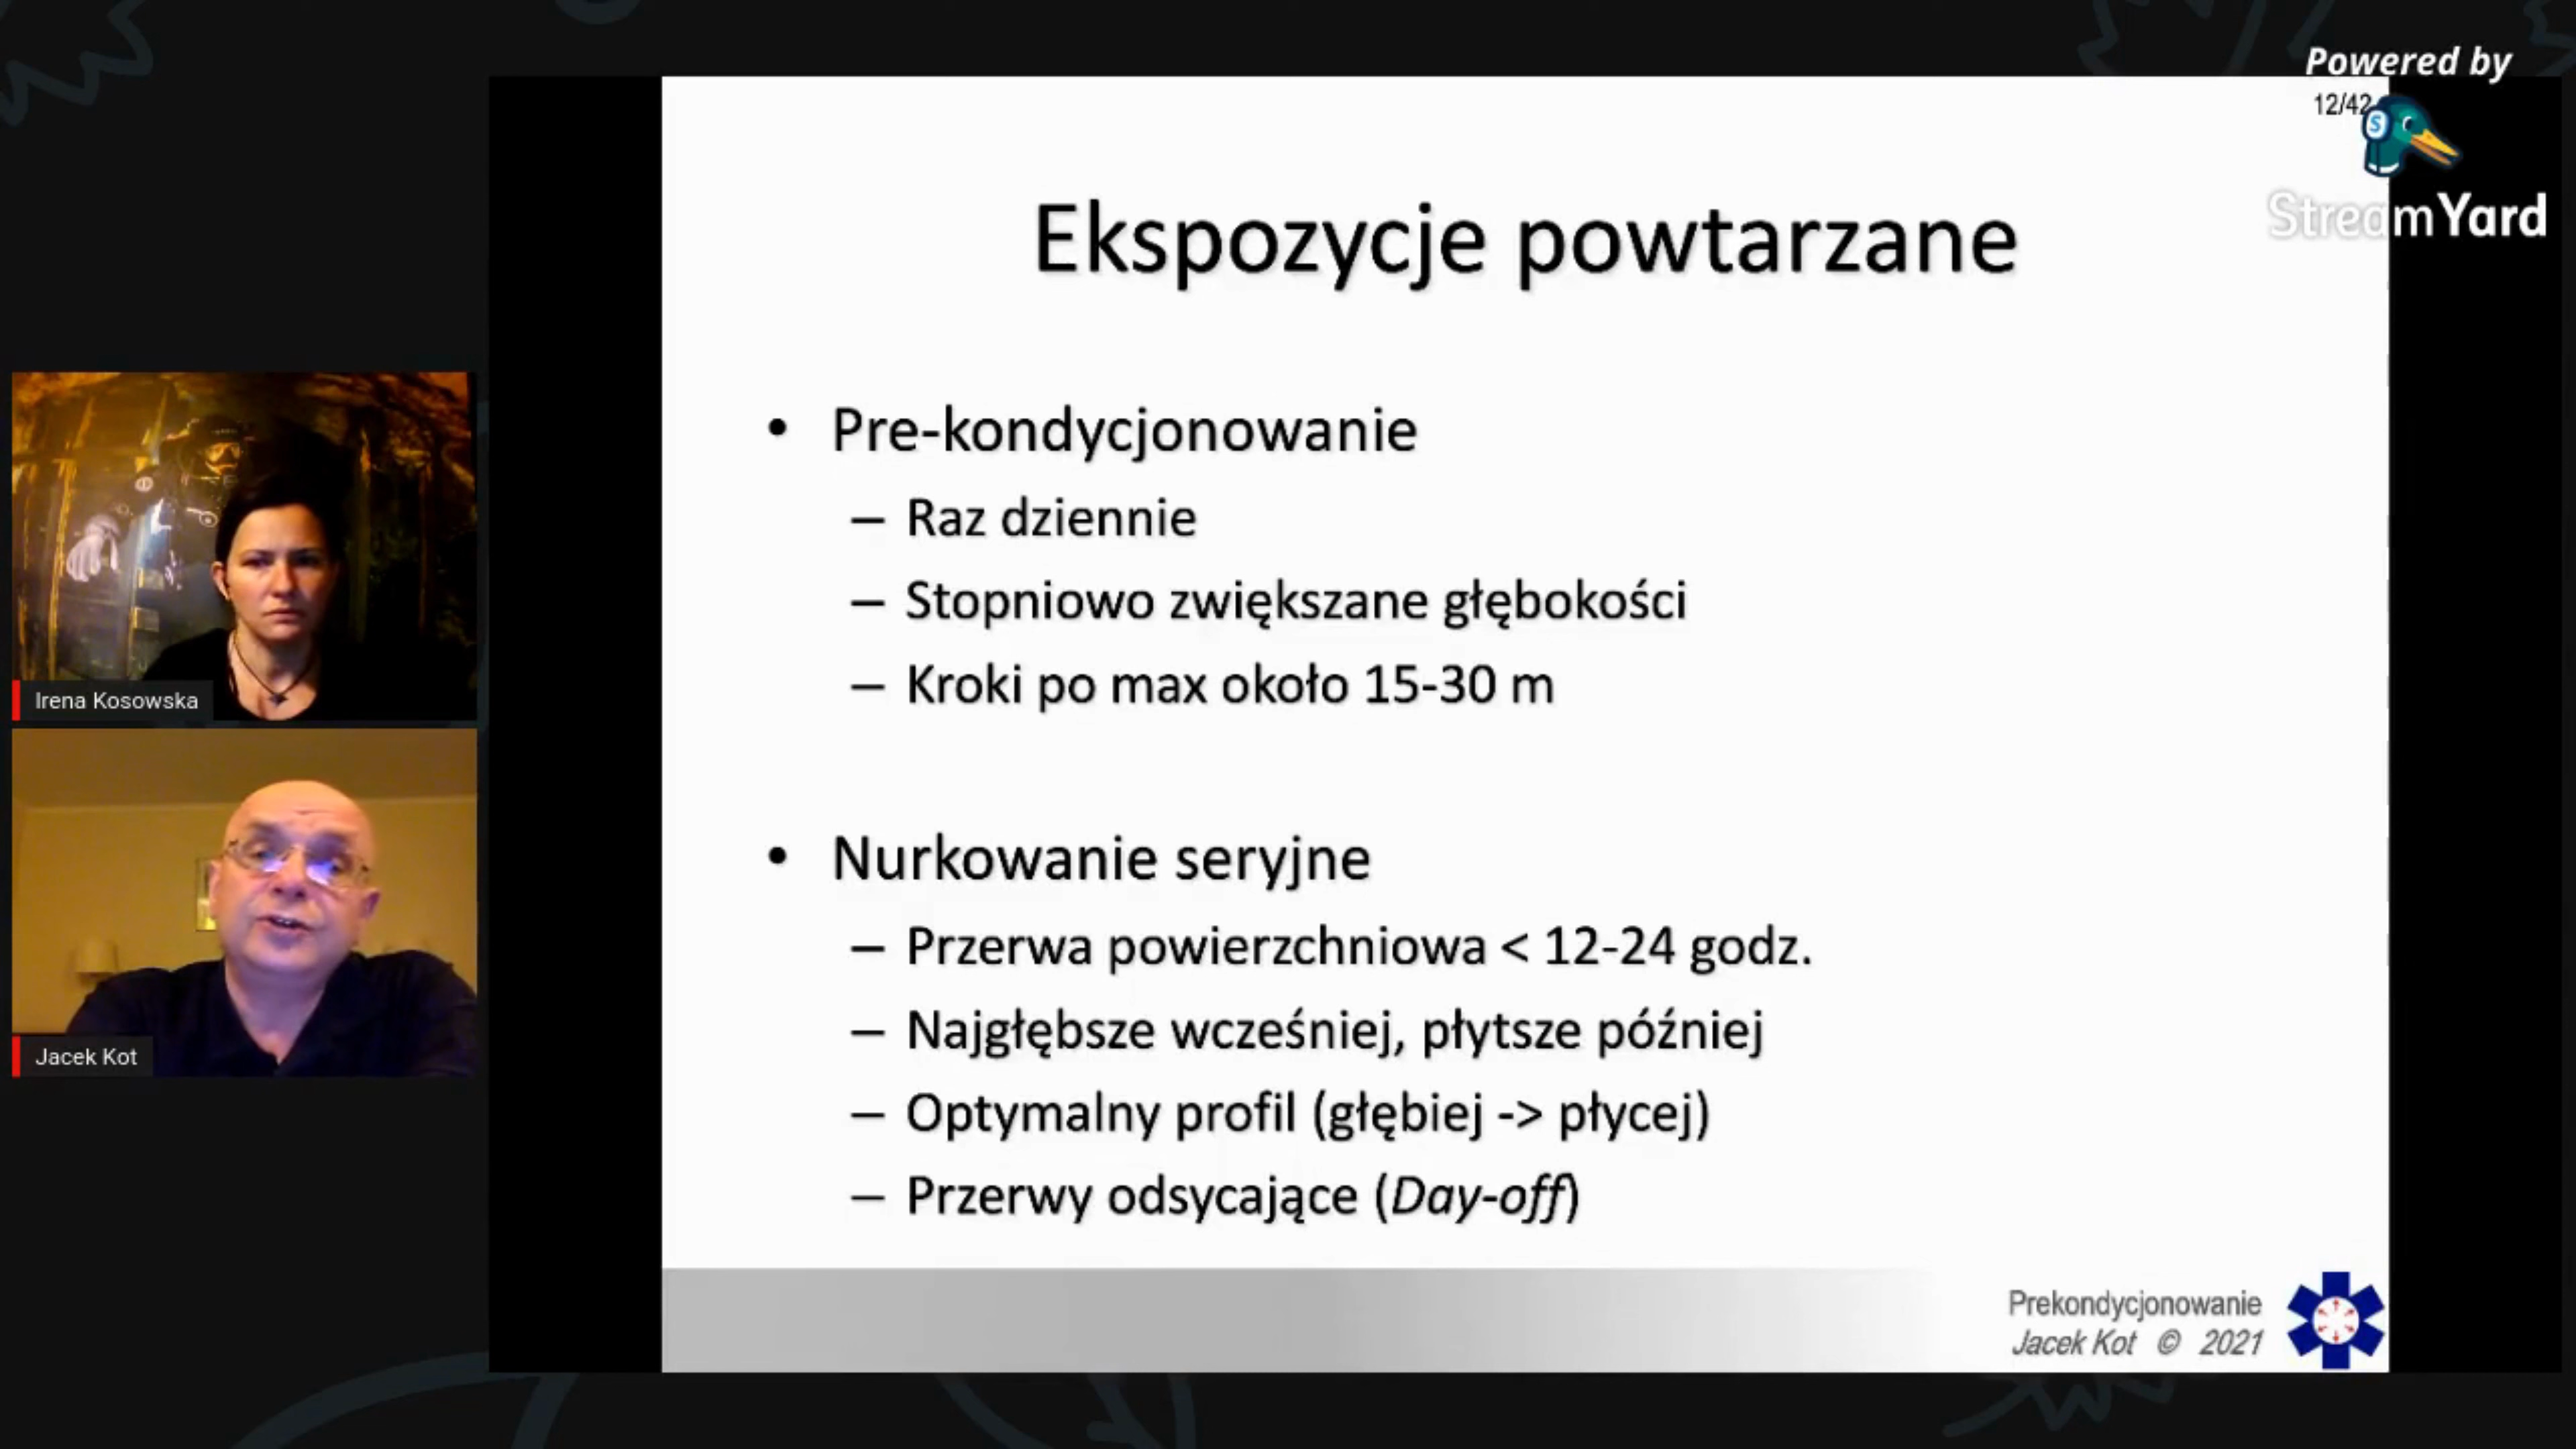 Powered by
12/42
StreamYard
Ekspozycje powtarzane
• Pre-kondycjonowanie
– Raz dziennie
– Stopniowo zwiększane głębokości
– Kroki po max około 15-30 m
• Nurkowanie seryjne
– Przerwa powierzchniowa < 12-24 godz.
– Najgłębsze wcześniej, płytsze później
– Optymalny profil (głębiej -> płycej)
– Przerwy odsycające (Day-off)
Prekondycjonowanie
Jacek Kot © 2021
Irena Kosowska
Jacek Kot